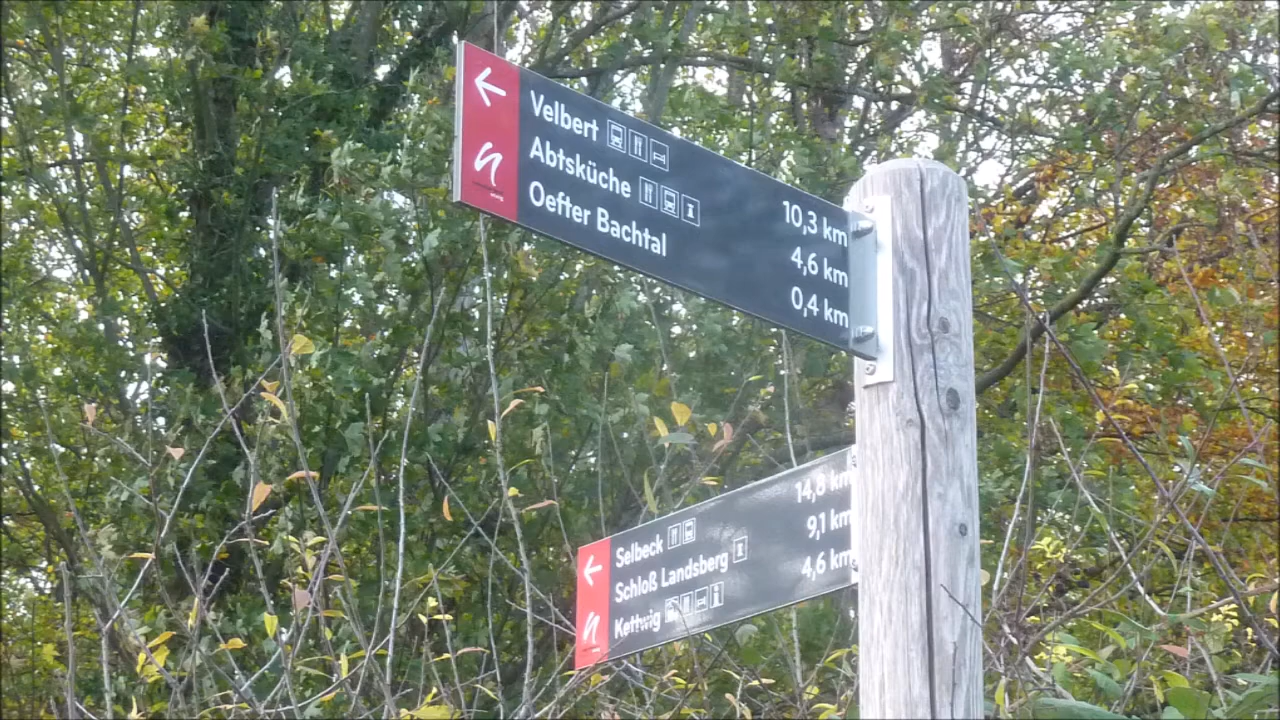 Velbert 10,3 km
Abtsküche 4,6 km
Oefter Bachtal 0,4 km
Selbeck 14,8 km
Schloß Landsberg 9,1 km
Kettwig 4,6 km